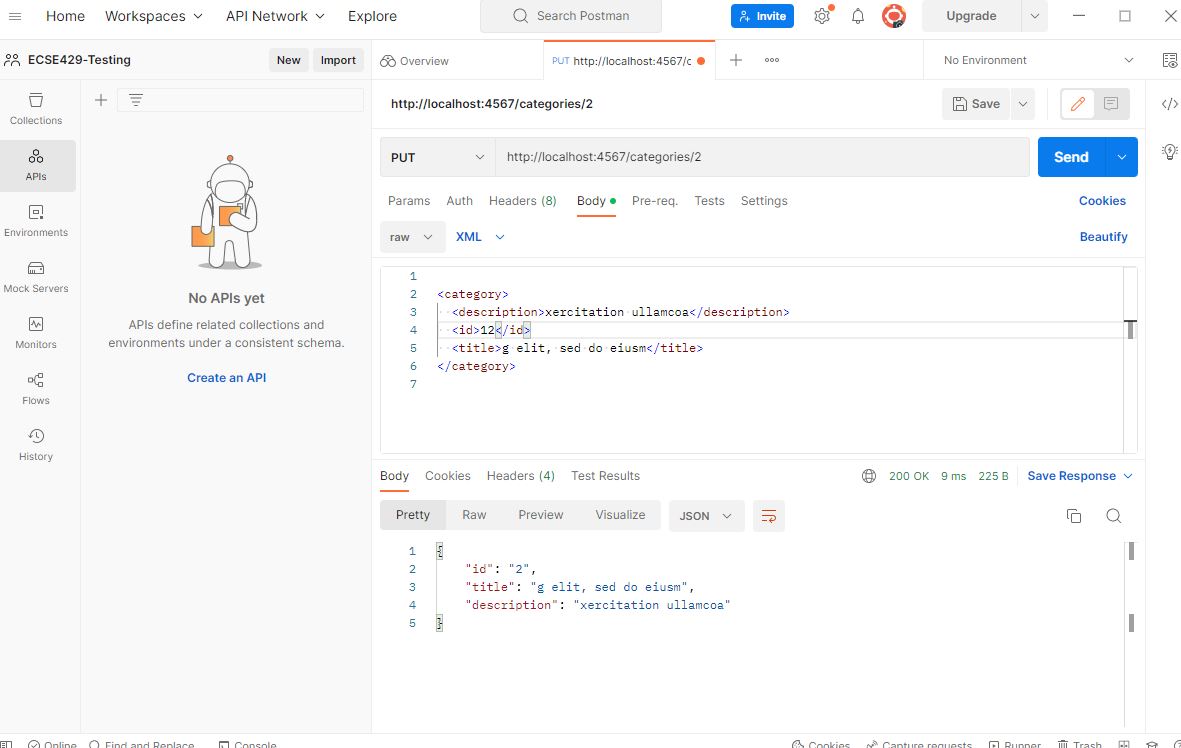 Home Workspaces API Network Explore Search Postman Invite Upgrade
ECSE429-Testing New Import Overview PUT http://localhost:4567/c No Environment
http://localhost:4567/categories/2 Save
Collections
APIs
Environments
Mock Servers
Monitors
Flows
History
No APIs yet
APIs define related collections and
environments under a consistent schema.
Create an API
PUT http://localhost:4567/categories/2 Send
Params Auth Headers (8) Body Pre-req. Tests Settings Cookies
raw XML Beautify
1
2 <category>
3 <description>xercitation ullamcoa</description>
4 <id>12</id>
5 <title>g elit, sed do eiusm</title>
6 </category>
7
Body Cookies Headers (4) Test Results 200 OK 9 ms 225 B Save Response
Pretty Raw Preview Visualize JSON
1 {
2 "id": "2",
3 "title": "g elit, sed do eiusm",
4 "description": "xercitation ullamcoa"
5 }
Online Find and Replace Console Cookies Capture requests Runner Trash